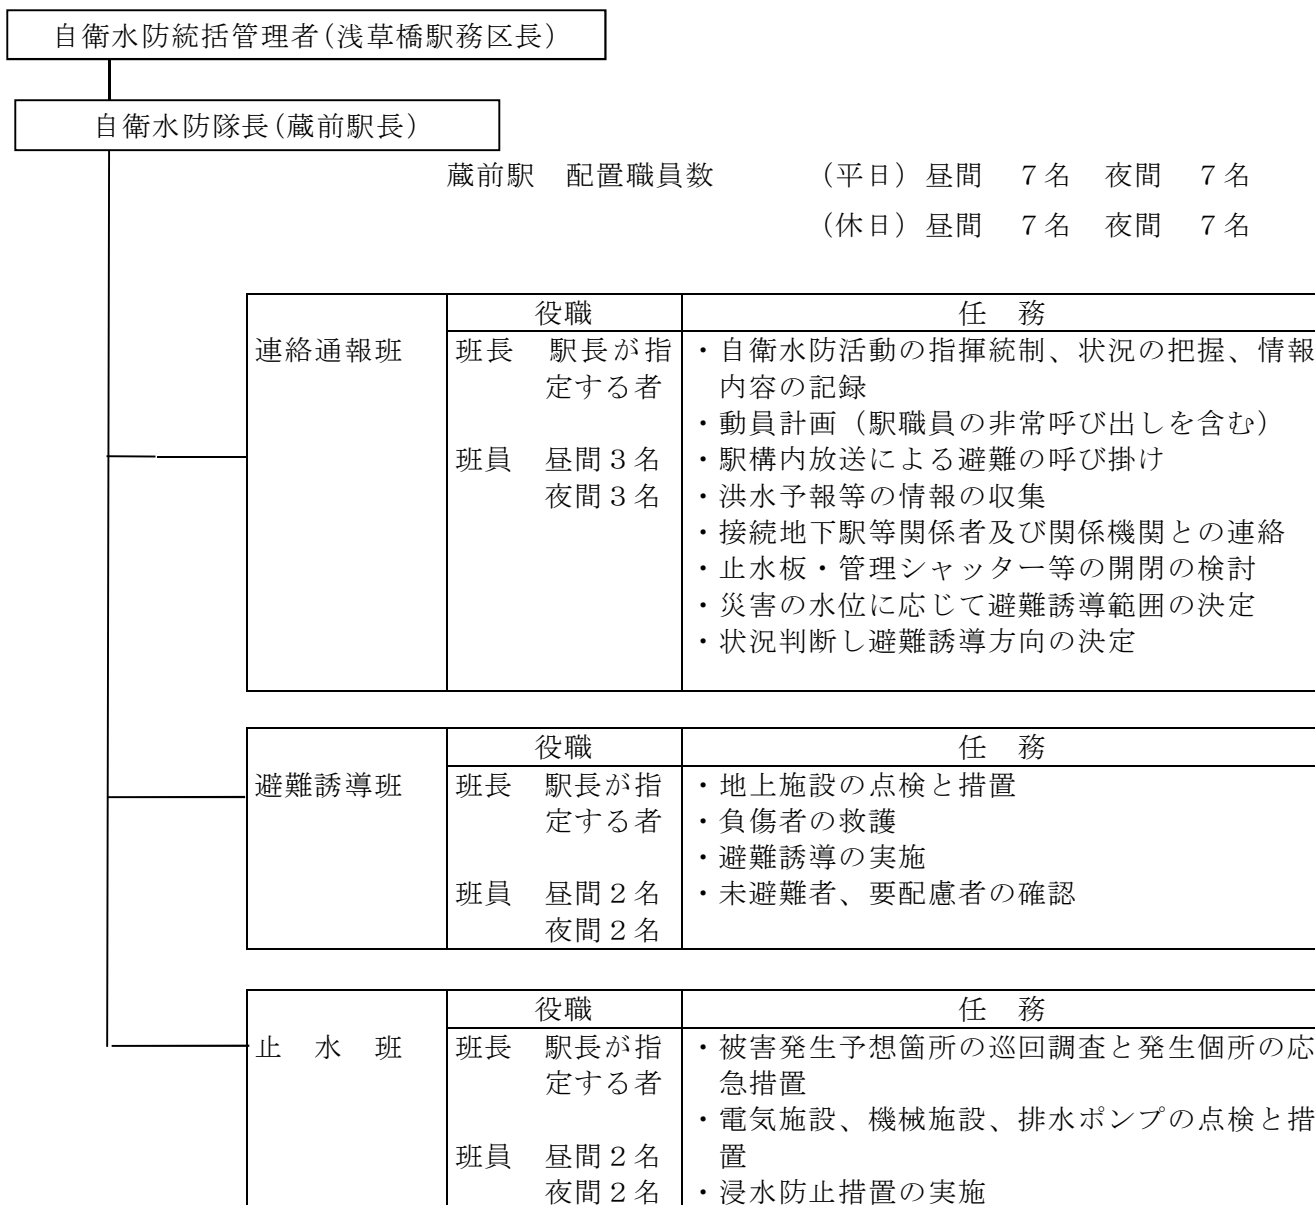 自衛水防統括管理者(浅草橋駅務区長)
自衛水防隊長(蔵前駅長)
蔵前駅 配置職員数 (平日)昼間 7名 夜間 7名
(休日)昼間 7名 夜間 7名
役職 任 務
連絡通報班 班長 駅長が指 ・自衛水防活動の指揮統制、状況の把握、情報
定する者 内容の記録
・動員計画(駅職員の非常呼び出しを含む)
班員 昼間3名 ・駅構内放送による避難の呼び掛け
夜間3名 ・洪水予報等の情報の収集
・接続地下駅等関係者及び関係機関との連絡
・止水板・管理シャッター等の開閉の検討
・災害の水位に応じて避難誘導範囲の決定
・状況判断し避難誘導方向の決定
役職 任 務
避難誘導班 班長 駅長が指 ・地上施設の点検と措置
定する者 ・負傷者の救護
・避難誘導の実施
班員 昼間2名 ・未避難者、要配慮者の確認
夜間2名
役職 任 務
止 水 班 班長 駅長が指 ・被害発生予想箇所の巡回調査と発生個所の応
定する者 急措置
・電気施設、機械施設、排水ポンプの点検と措
班員 昼間2名 置
夜間2名 ・浸水防止措置の実施